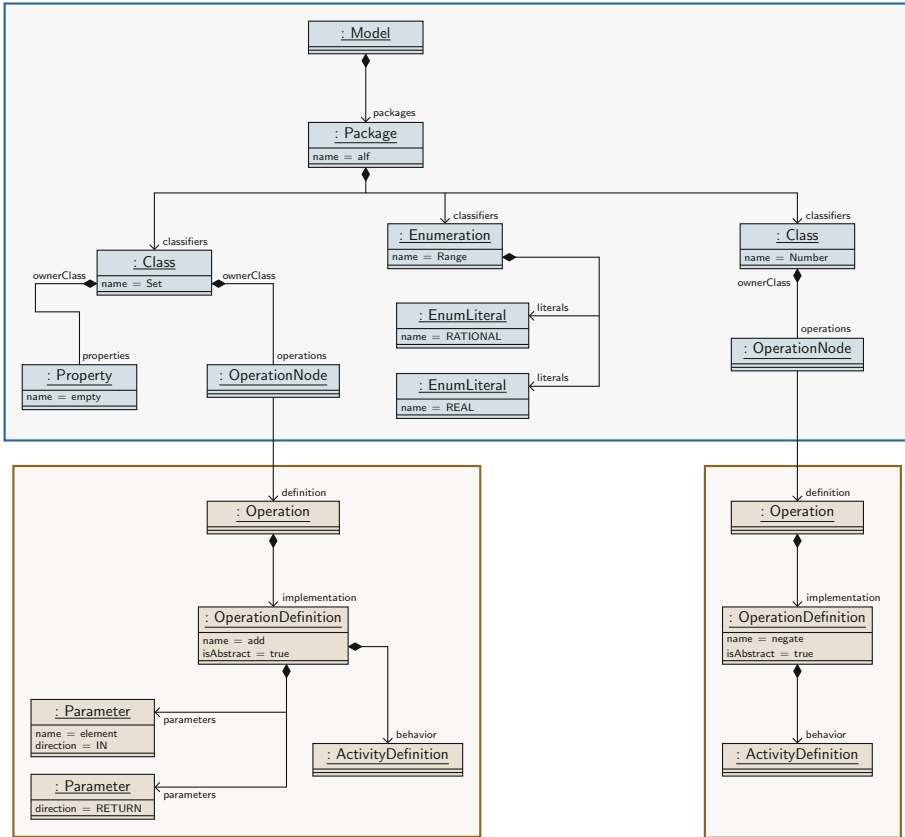 : Model
packages
: Package
name = alf
classifiers
classifiers
classifiers
: Class
name = Set
: Enumeration
name = Range
: Class
name = Number
ownerClass
ownerClass
ownerClass
literals
: EnumLiteral
name = RATIONAL
operations
: OperationNode
properties
: Property
name = empty
operations
: OperationNode
literals
: EnumLiteral
name = REAL
definition
: Operation
definition
: Operation
implementation
: OperationDefinition
name = add
isAbstract = true
implementation
: OperationDefinition
name = negate
isAbstract = true
: Parameter
name = element
direction = IN
parameters
behavior
: ActivityDefinition
behavior
: ActivityDefinition
: Parameter
direction = RETURN
parameters